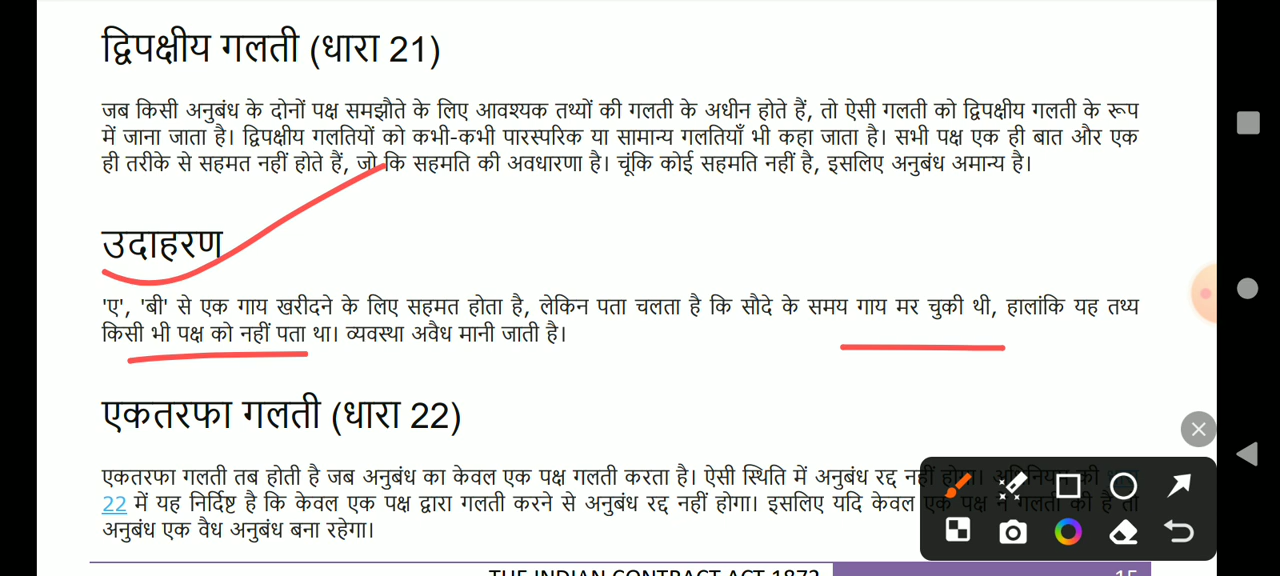 द्विपक्षीय गलती (धारा 21)
जब किसी अनुबंध के दोनों पक्ष समझौते के लिए आवश्यक तथ्यों की गलती के अधीन होते हैं, तो ऐसी गलती को द्विपक्षीय गलती के रूप
में जाना जाता है। द्विपक्षीय गलतियों को कभी-कभी पारस्परिक या सामान्य गलतियाँ भी कहा जाता है। सभी पक्ष एक ही बात और एक
ही तरीके से सहमत नहीं होते हैं, जो कि सहमति की अवधारणा है। चूंकि कोई सहमति नहीं है, इसलिए अनुबंध अमान्य है।
उदाहरण
'ए', 'बी' से एक गाय खरीदने के लिए सहमत होता है, लेकिन पता चलता है कि सौदे के समय गाय मर चुकी थी, हालांकि यह तथ्य
किसी भी पक्ष को नहीं पता था। व्यवस्था अवैध मानी जाती है।
एकतरफा गलती (धारा 22)
एकतरफा गलती तब होती है जब अनुबंध का केवल एक पक्ष गलती करता है। ऐसी स्थिति में अनुबंध रद्द नहीं होगा। अधिनियम की धारा
22 में यह निर्दिष्ट है कि केवल एक पक्ष द्वारा गलती करने से अनुबंध रद्द नहीं होगा। इसलिए यदि केवल एक पक्ष ने गलती की है तो
अनुबंध एक वैध अनुबंध बना रहेगा।
THE INDIAN CONTRACT ACT 1872 15